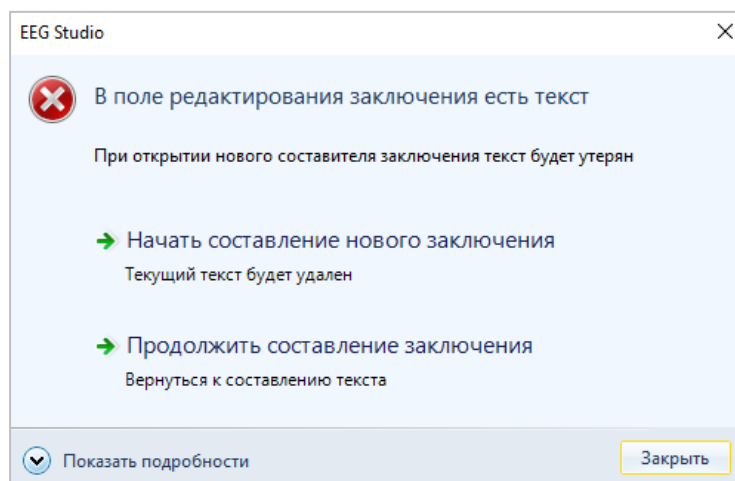 EEG Studio
В поле редактирования заключения есть текст
При открытии нового составителя заключения текст будет утерян
Начать составление нового заключения
Текущий текст будет удален
Продолжить составление заключения
Вернуться к составлению текста
Показать подробности
Закрыть